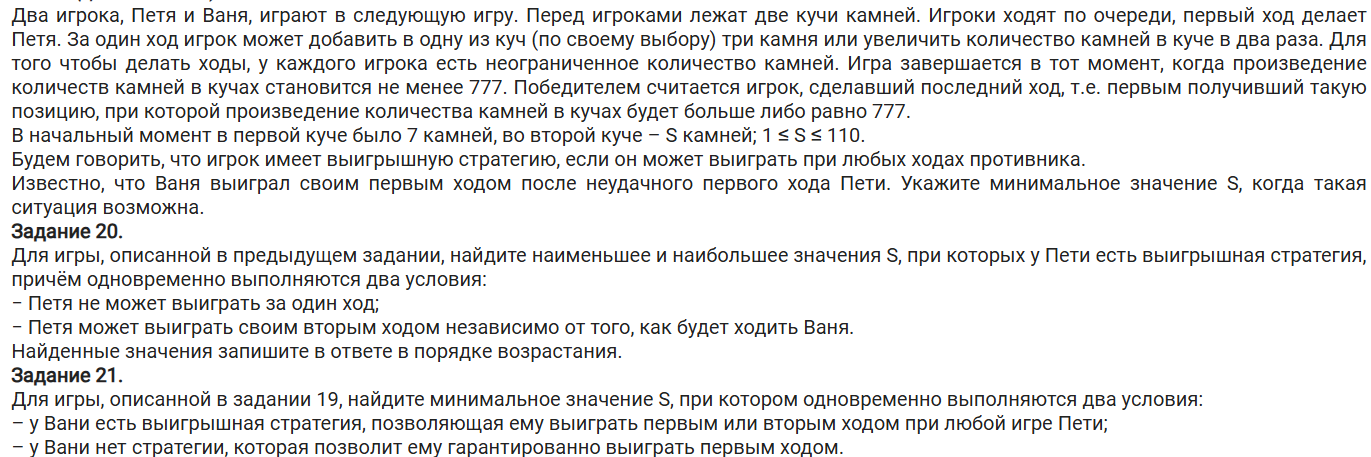 Два игрока, Петя и Ваня, играют в следующую игру. Перед игроками лежат две кучи камней. Игроки ходят по очереди, первый ход делает
Петя. За один ход игрок может добавить в одну из куч (по своему выбору) три камня или увеличить количество камней в куче в два раза. Для
того чтобы делать ходы, у каждого игрока есть неограниченное количество камней. Игра завершается в тот момент, когда произведение
количеств камней в кучах становится не менее 777. Победителем считается игрок, сделавший последний ход, т.е. первым получивший такую
позицию, при которой произведение количества камней в кучах будет больше либо равно 777.
В начальный момент в первой куче было 7 камней, во второй куче – S камней; 1 ≤ S ≤ 110.
Будем говорить, что игрок имеет выигрышную стратегию, если он может выиграть при любых ходах противника.
Известно, что Ваня выиграл своим первым ходом после неудачного первого хода Пети. Укажите минимальное значение S, когда такая
ситуация возможна.
Задание 20.
Для игры, описанной в предыдущем задании, найдите наименьшее и наибольшее значения S, при которых у Пети есть выигрышная стратегия,
причём одновременно выполняются два условия:
− Петя не может выиграть за один ход;
− Петя может выиграть своим вторым ходом независимо от того, как будет ходить Ваня.
Найденные значения запишите в ответе в порядке возрастания.
Задание 21.
Для игры, описанной в задании 19, найдите минимальное значение S, при котором одновременно выполняются два условия:
– у Вани есть выигрышная стратегия, позволяющая ему выиграть первым или вторым ходом при любой игре Пети;
– у Вани нет стратегии, которая позволит ему гарантированно выиграть первым ходом.